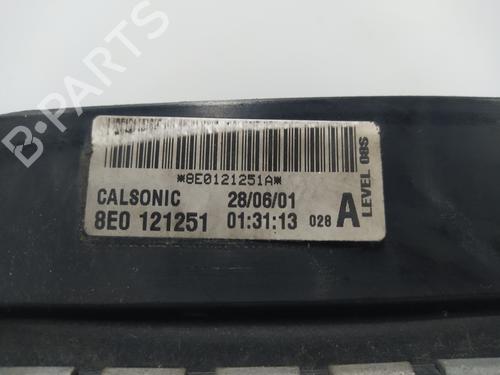 B-PARTS
*8E0121251A*
CALSONIC 28/06/01
8E0 121251 01:31:13 028 A
LEVEL 08S